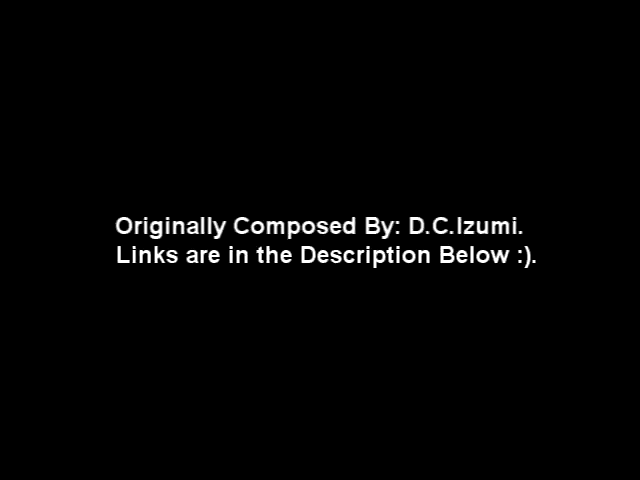 Originally Composed By: D.C.Izumi.
Links are in the Description Below :).